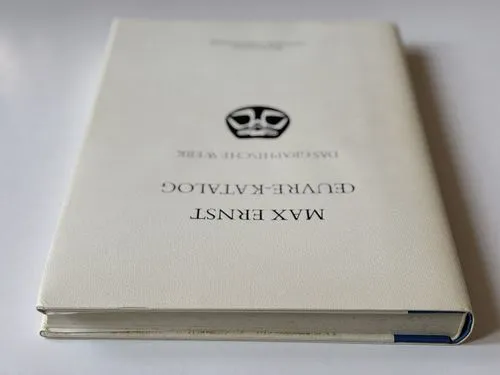 MAX ERNST
ŒUVRE-KATALOG
DAS GRAPHISCHE WERK